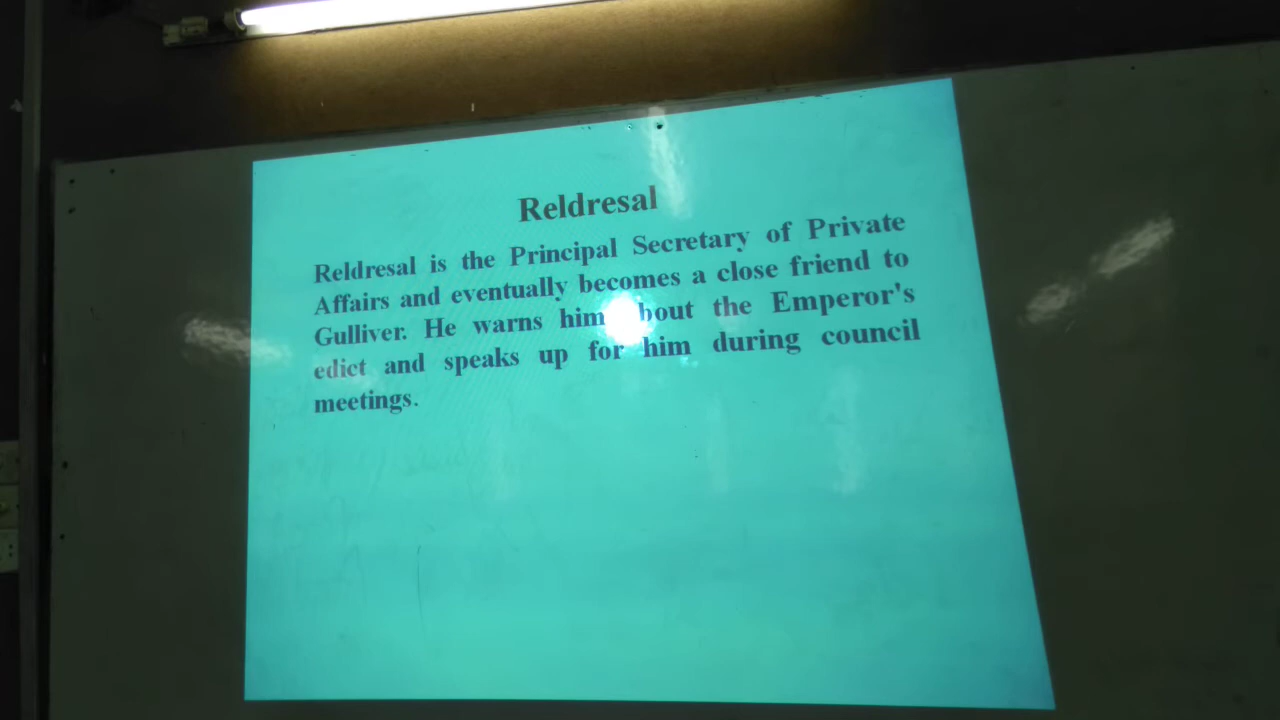 Reldresal
Reldresal is the Principal Secretary of Private
Affairs and eventually becomes a close friend to
Gulliver. He warns him about the Emperor's
edict and speaks up for him during council
meetings.